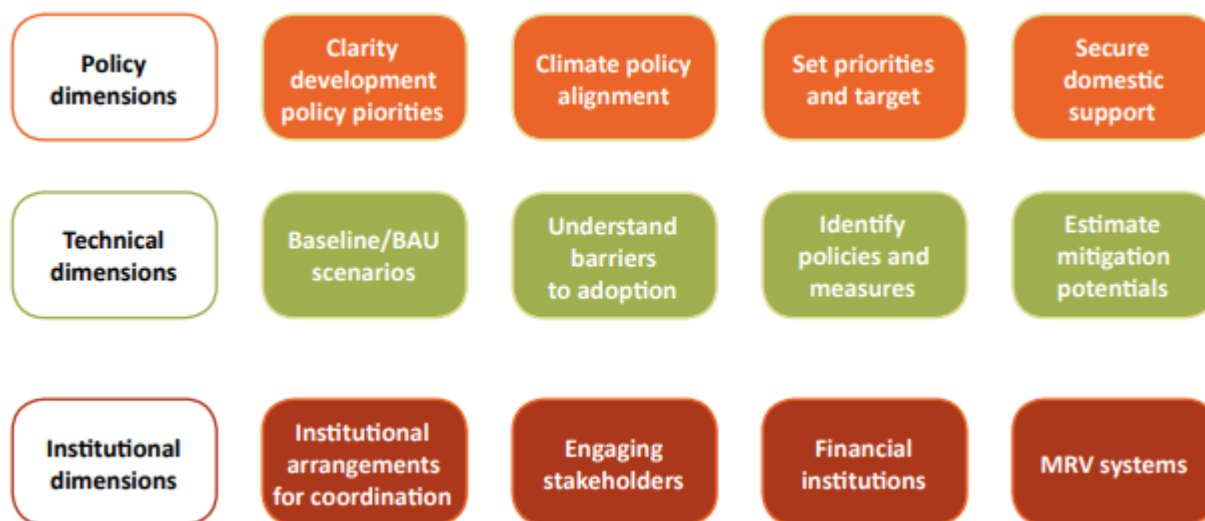 Policy
dimensions
Clarity
development
policy piorities
Climate policy
alignment
Set priorities
and target
Secure
domestic
support
Technical
dimensions
Baseline/BAU
scenarios
Understand
barriers
to adoption
Identify
policies and
measures
Estimate
mitigation
potentials
Institutional
dimensions
Institutional
arrangements
for coordination
Engaging
stakeholders
Financial
institutions
MRV systems